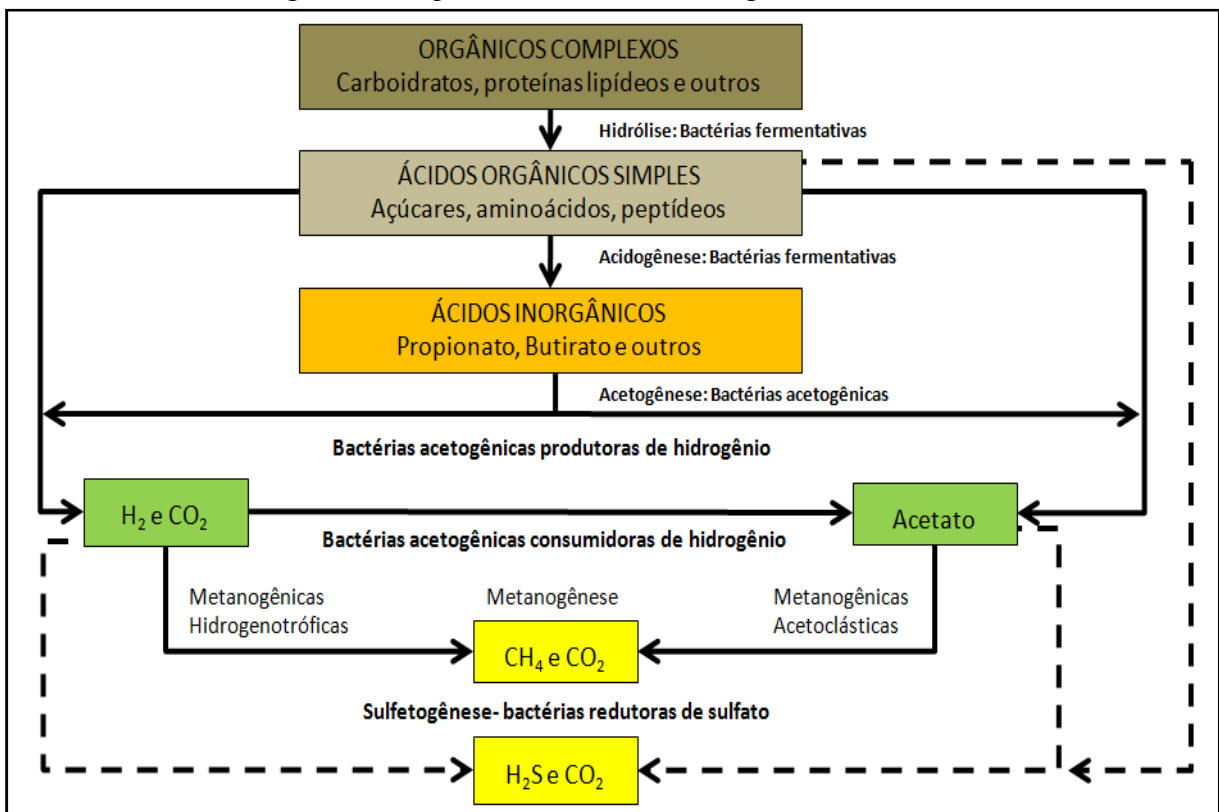 ORGÂNICOS COMPLEXOS
Carboidratos, proteínas lipídeos e outros
Hidrólise: Bactérias fermentativas
ÁCIDOS ORGÂNICOS SIMPLES
Açúcares, aminoácidos, peptídeos
Acidogênese: Bactérias fermentativas
ÁCIDOS INORGÂNICOS
Propionato, Butirato e outros
Acetogênese: Bactérias acetogênicas
Bactérias acetogênicas produtoras de hidrogênio
H₂ e CO₂
Acetato
Bactérias acetogênicas consumidoras de hidrogênio
Metanogênicas
Hidrogenotróficas
Metanogênese
Metanogênicas
Acetoclásticas
CH₄ e CO₂
Sulfetogênese- bactérias redutoras de sulfato
H₂S e CO₂